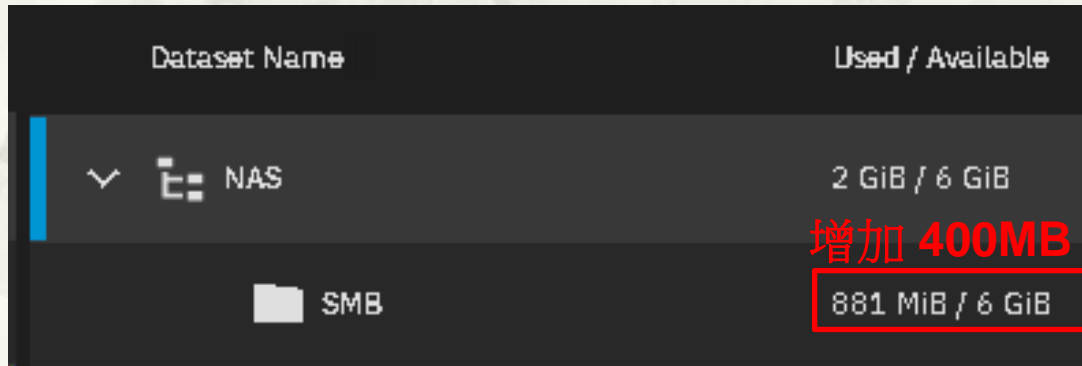 Dataset Name Used / Available
NAS 2 GiB / 6 GiB
增加 400MB
SMB 881 MiB / 6 GiB